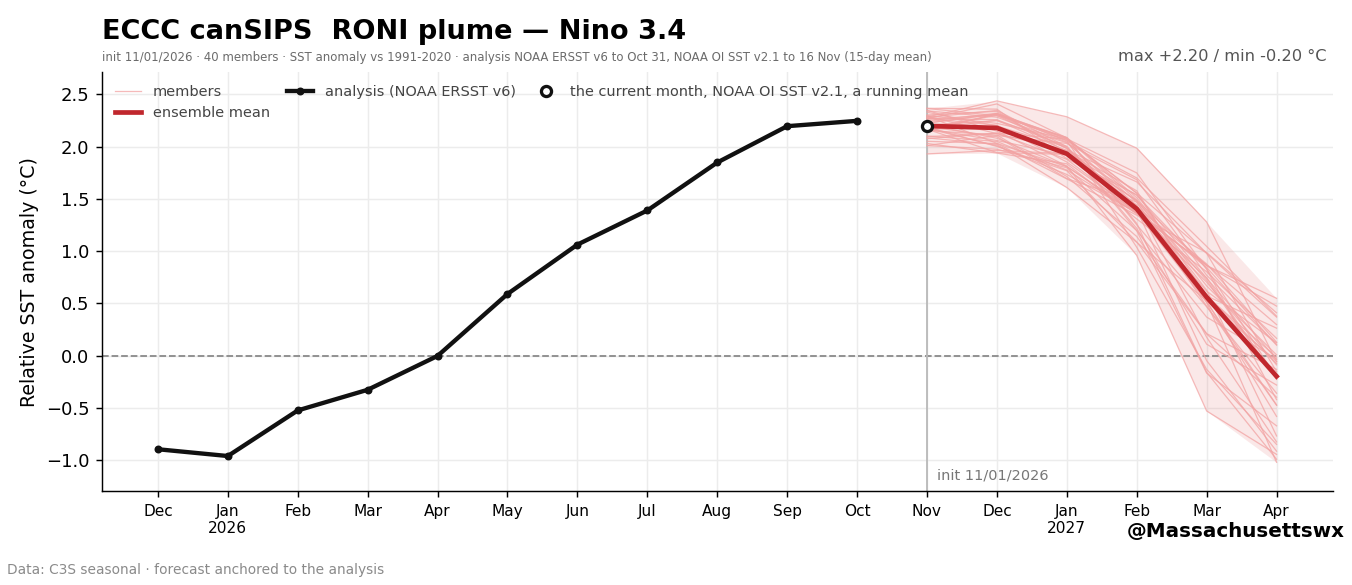 ECCC canSIPS  RONI plume — Nino 3.4
init 11/01/2026 · 40 members · SST anomaly vs 1991-2020 · analysis NOAA ERSST v6 to Oct 31, NOAA OI SST v2.1 to 16 Nov (15-day mean)
max +2.20 / min -0.20 °C
members
ensemble mean
analysis (NOAA ERSST v6)
the current month, NOAA OI SST v2.1, a running mean
Relative SST anomaly (°C)
2.5
2.0
1.5
1.0
0.5
0.0
−0.5
−1.0
init 11/01/2026
Dec Jan Feb Mar Apr May Jun Jul Aug Sep Oct Nov Dec Jan Feb Mar Apr
2026 2027
@Massachusettswx
Data: C3S seasonal · forecast anchored to the analysis